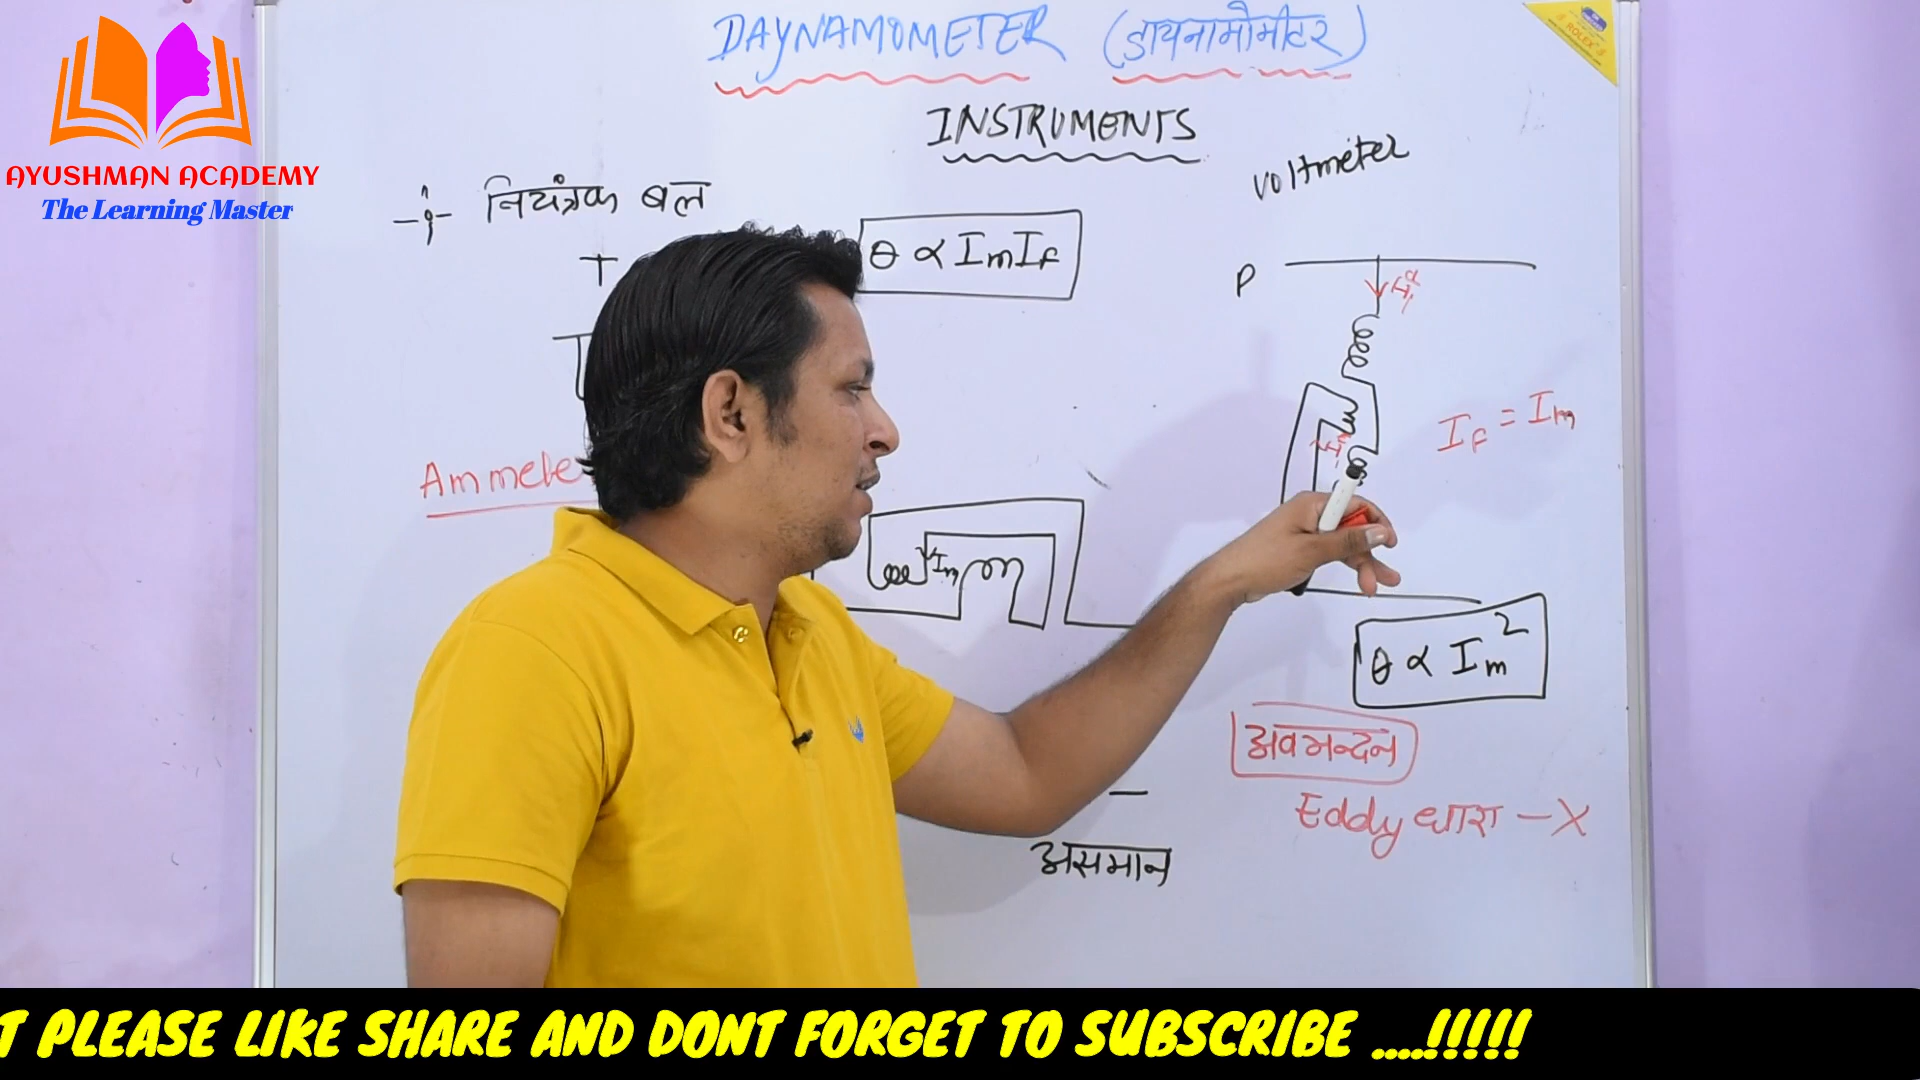 DAYNAMOMETER (डायनामोमीटर)
INSTRUMENTS
AYUSHMAN ACADEMY
The Learning Master
नियंत्रक बल
voltmeter
θ ∝ ImIF
P
IF = Im
Ammete
Im
θ ∝ Im²
अवमन्दन
Eddy धारा – X
असमान
T PLEASE LIKE SHARE AND DONT FORGET TO SUBSCRIBE ....!!!!!